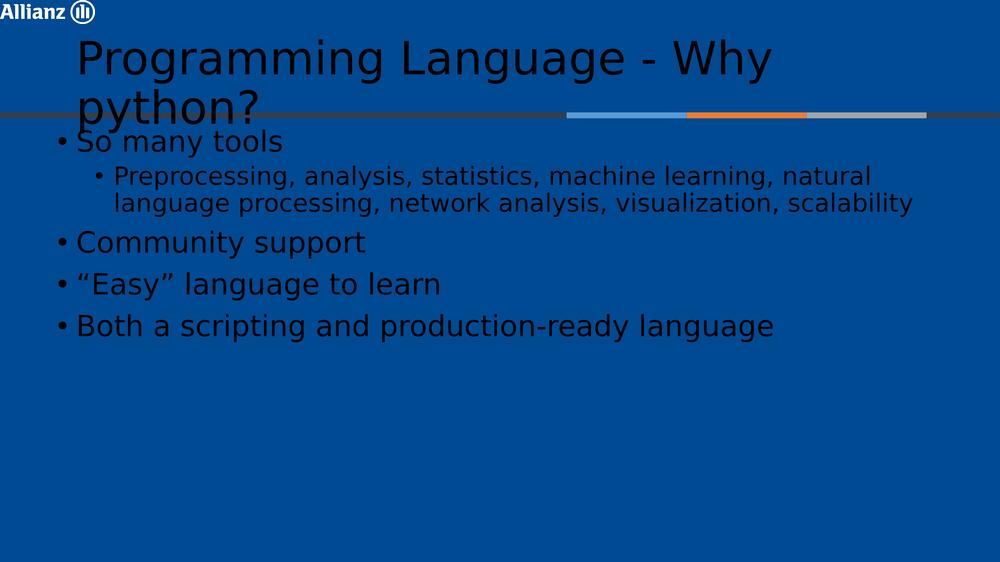 Allianz
Programming Language - Why
python?
• So many tools
• Preprocessing, analysis, statistics, machine learning, natural
language processing, network analysis, visualization, scalability
• Community support
• “Easy” language to learn
• Both a scripting and production-ready language